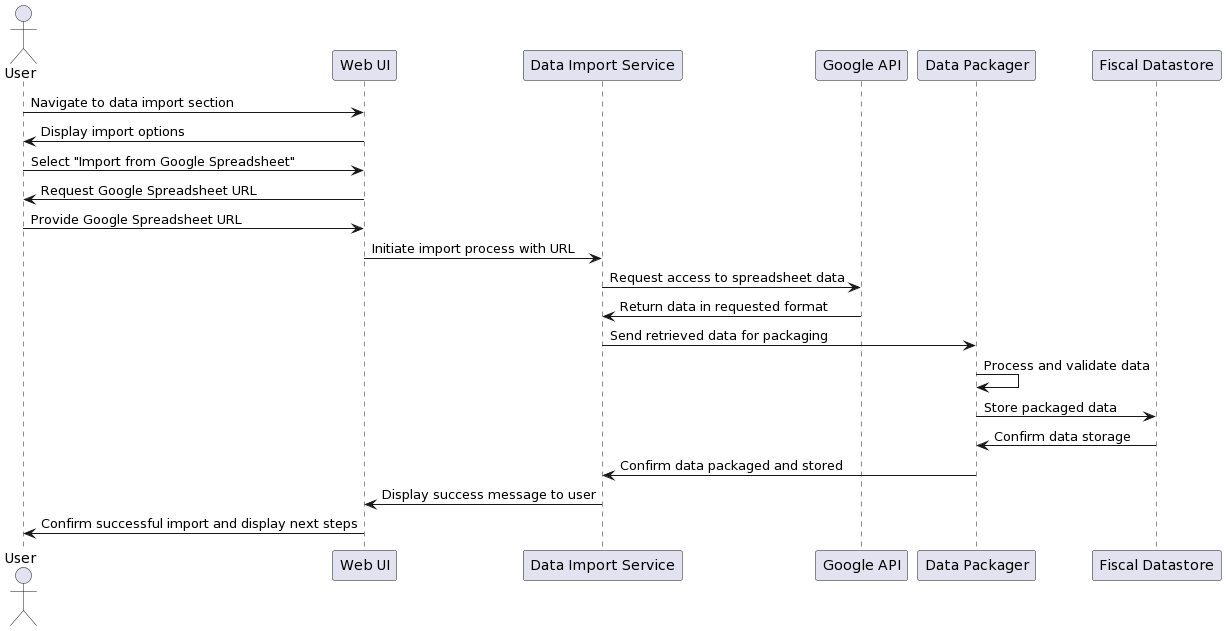 User
Web UI
Data Import Service
Google API
Data Packager
Fiscal Datastore
Navigate to data import section
Display import options
Select "Import from Google Spreadsheet"
Request Google Spreadsheet URL
Provide Google Spreadsheet URL
Initiate import process with URL
Request access to spreadsheet data
Return data in requested format
Send retrieved data for packaging
Process and validate data
Store packaged data
Confirm data storage
Confirm data packaged and stored
Display success message to user
Confirm successful import and display next steps
User
Web UI
Data Import Service
Google API
Data Packager
Fiscal Datastore